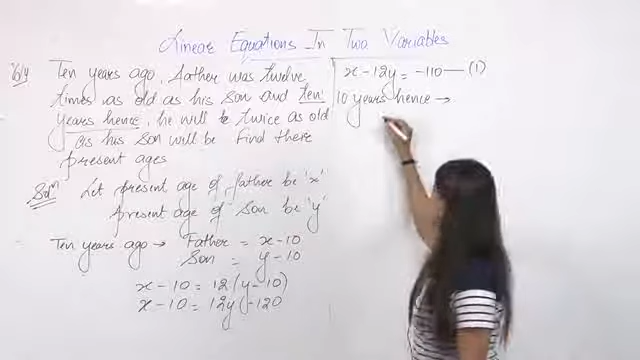 Linear Equations In Two Variables
Ten years ago, father was twelve
times as old as his son and ten
years hence, he will be twice as old
as his son will be Find there
present ages
Solⁿ Let present age of father be 'x'
present age of Son be 'y'
Ten years ago → Father = x-10
Son = y-10
x-10 = 12(y-10)
x-10 = 12y-120
x-12y = -110 — (1)
10 years hence →